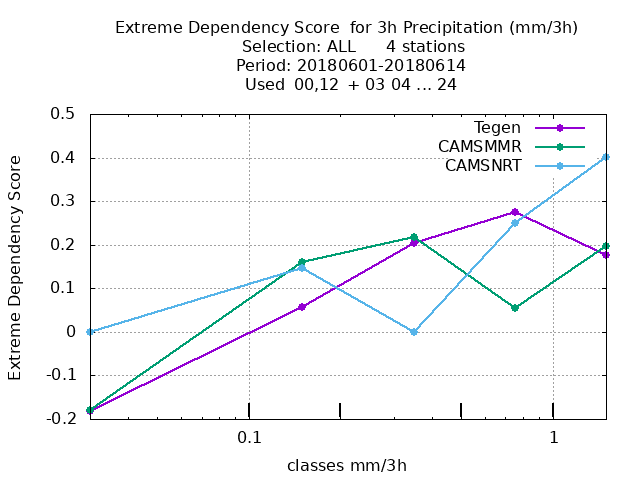 Extreme Dependency Score  for 3h Precipitation (mm/3h)
Selection: ALL      4 stations
Period: 20180601-20180614
Used  00,12  + 03 04 ... 24
0.5
Tegen
CAMSMMR
0.4
CAMSNRT
0.3
0.2
0.1
0
-0.1
-0.2
Extreme Dependency Score
0.1
1
classes mm/3h